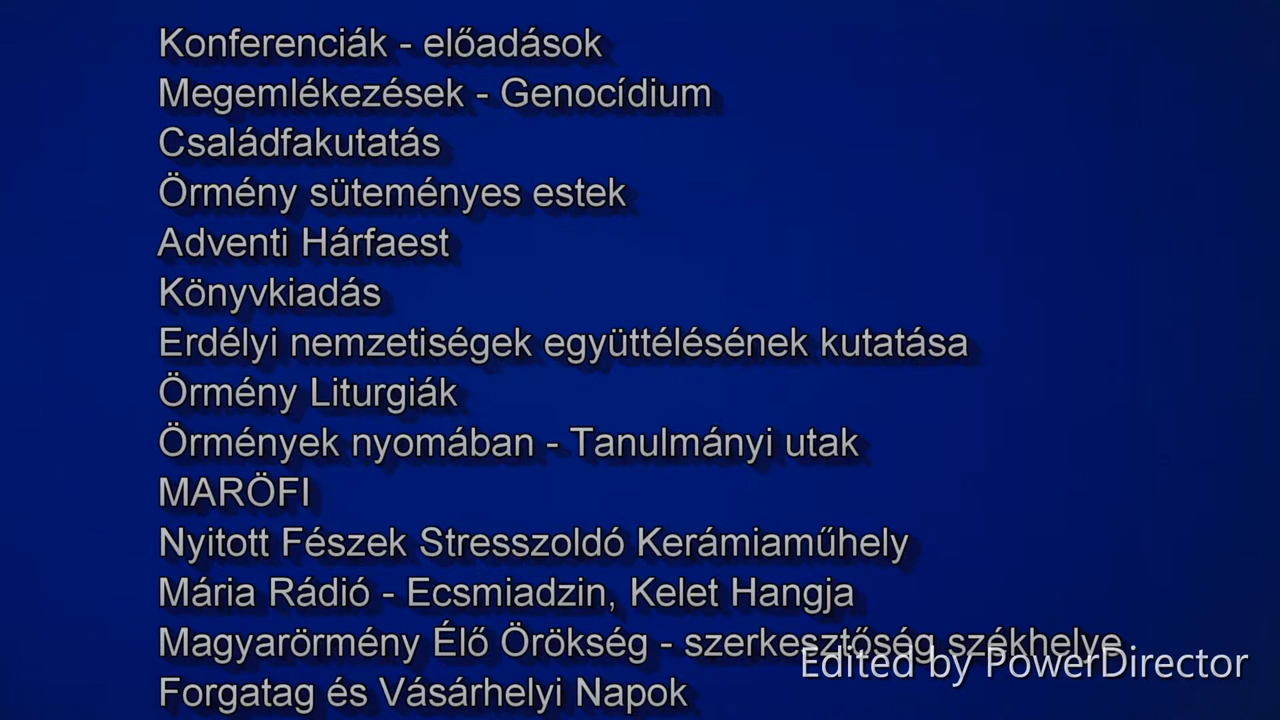 Konferenciák - előadások
Megemlékezések - Genocídium
Családfakutatás
Örmény süteményes estek
Adventi Hárfaest
Könyvkiadás
Erdélyi nemzetiségek együttélésének kutatása
Örmény Liturgiák
Örmények nyomában - Tanulmányi utak
MARÖFI
Nyitott Fészek Stresszoldó Kerámiaműhely
Mária Rádió - Ecsmiadzin, Kelet Hangja
Magyarörmény Élő Örökség - szerkesztőség székhelye
Edited by PowerDirector
Forgatag és Vásárhelyi Napok